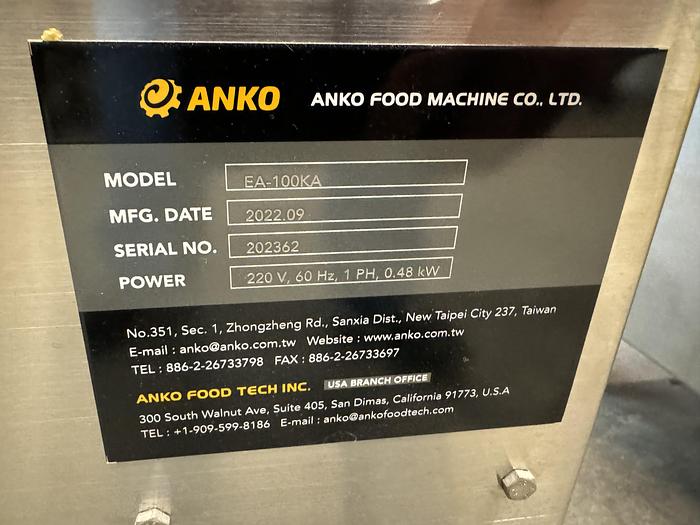 ANKO ANKO FOOD MACHINE CO., LTD.
MODEL EA-100KA
MFG. DATE 2022.09
SERIAL NO. 202362
POWER 220 V, 60 Hz, 1 PH, 0.48 kW
No.351, Sec. 1, Zhongzheng Rd., Sanxia Dist., New Taipei City 237, Taiwan
E-mail : anko@anko.com.tw Website : www.anko.com.tw
TEL : 886-2-26733798 FAX : 886-2-26733697
ANKO FOOD TECH INC. USA BRANCH OFFICE
300 South Walnut Ave, Suite 405, San Dimas, California 91773, U.S.A
TEL : +1-909-599-8186 E-mail : anko@ankofoodtech.com